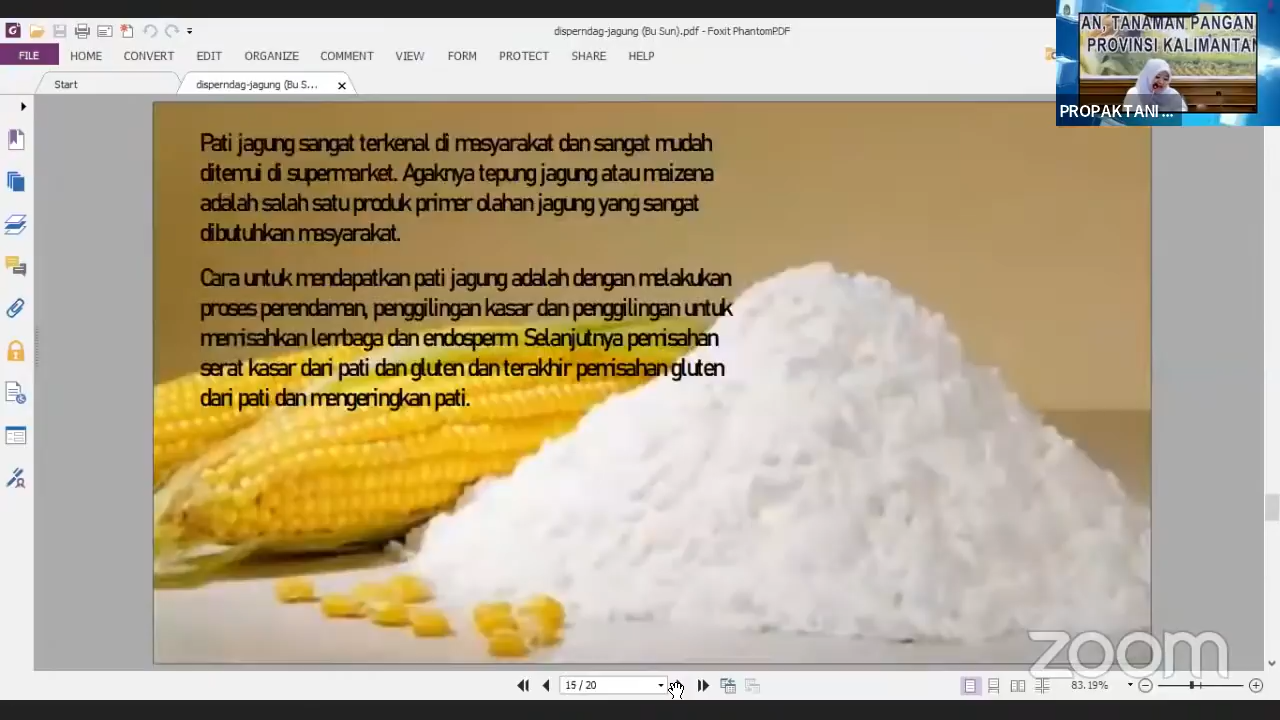 disperndag-jagung (Bu Sun).pdf - Foxit PhantomPDF
AN, TANAMAN PANGAN
PROVINSI KALIMANTAN
PROPAKTANI ...
FILE HOME CONVERT EDIT ORGANIZE COMMENT VIEW FORM PROTECT SHARE HELP
Start disperndag-jagung (Bu S...
Pati jagung sangat terkenal di masyarakat dan sangat mudah
ditemui di supermarket. Agaknya tepung jagung atau maizena
adalah salah satu produk primer olahan jagung yang sangat
dibutuhkan masyarakat.
Cara untuk mendapatkan pati jagung adalah dengan melakukan
proses perendaman, penggilingan kasar dan penggilingan untuk
memisahkan lembaga dan endosperm. Selanjutnya pemisahan
serat kasar dari pati dan gluten dan terakhir pemisahan gluten
dari pati dan mengeringkan pati.
zoom
15 / 20
83.19%